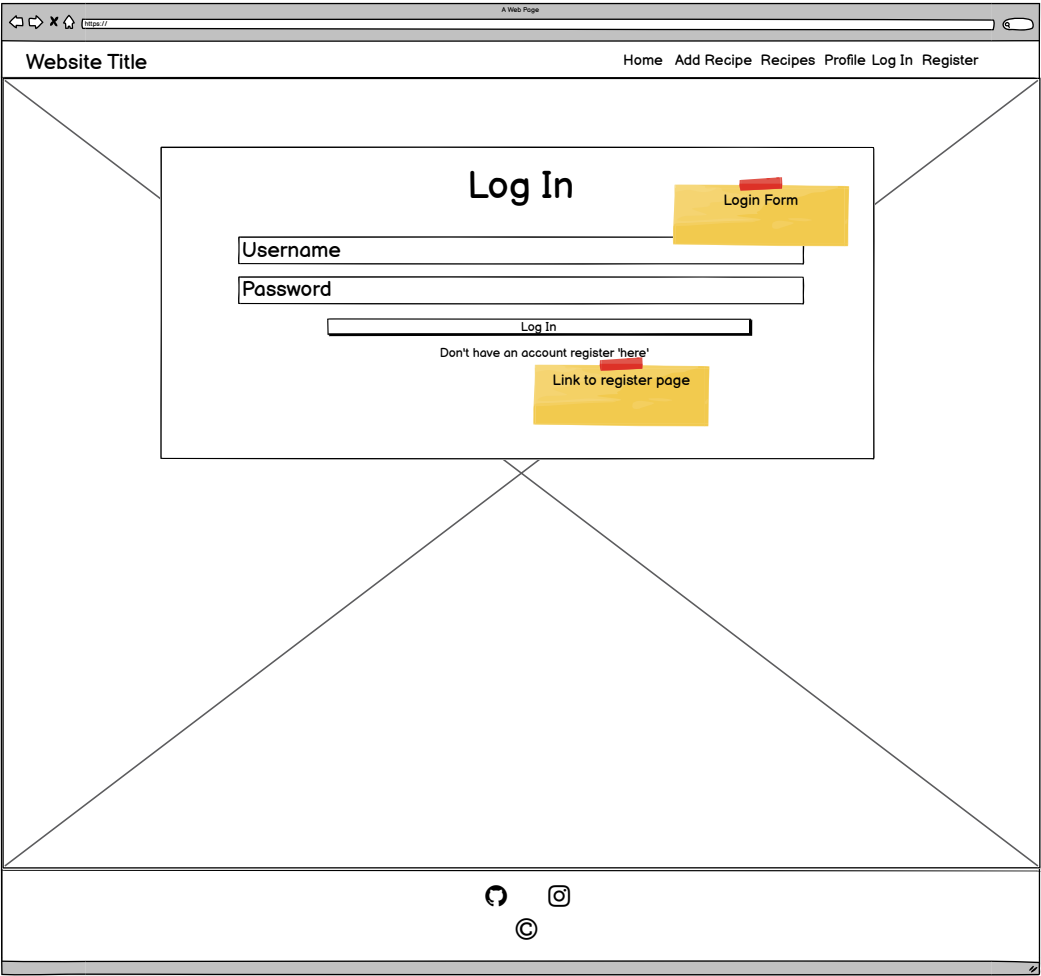 A Web Page
https://
Website Title
Home Add Recipe Recipes Profile Log In Register
Log In
Login Form
Username
Password
Log In
Don't have an account register 'here'
Link to register page
©